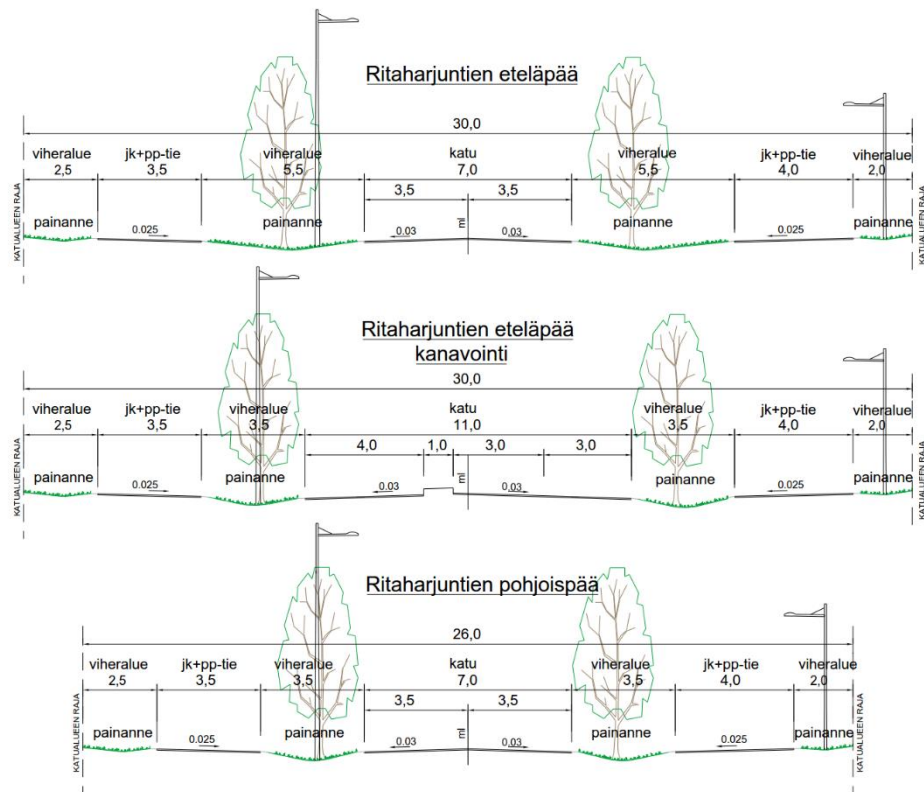 Ritaharjuntien eteläpää
30,0
viheralue jk+pp-tie viheralue katu viheralue jk+pp-tie viheralue
2,5 3,5 5,5 7,0 5,5 4,0 2,0
3,5 3,5
painanne painanne painanne painanne
0.025 0.03 ml 0.03 0.025
KATUALUEEN RAJA KATUALUEEN RAJA
Ritaharjuntien eteläpää
kanavointi
30,0
viheralue jk+pp-tie viheralue katu viheralue jk+pp-tie viheralue
2,5 3,5 3,5 11,0 3,5 4,0 2,0
4,0 1,0 3,0 3,0
painanne painanne painanne painanne
0.025 0.03 ml 0.03 0.025
KATUALUEEN RAJA KATUALUEEN RAJA
Ritaharjuntien pohjoispää
26,0
viheralue jk+pp-tie viheralue katu viheralue jk+pp-tie viheralue
2,5 3,5 3,5 7,0 3,5 4,0 2,0
3,5 3,5
painanne painanne painanne painanne
0.025 0.03 ml 0.03 0.025
KATUALUEEN RAJA KATUALUEEN RAJA